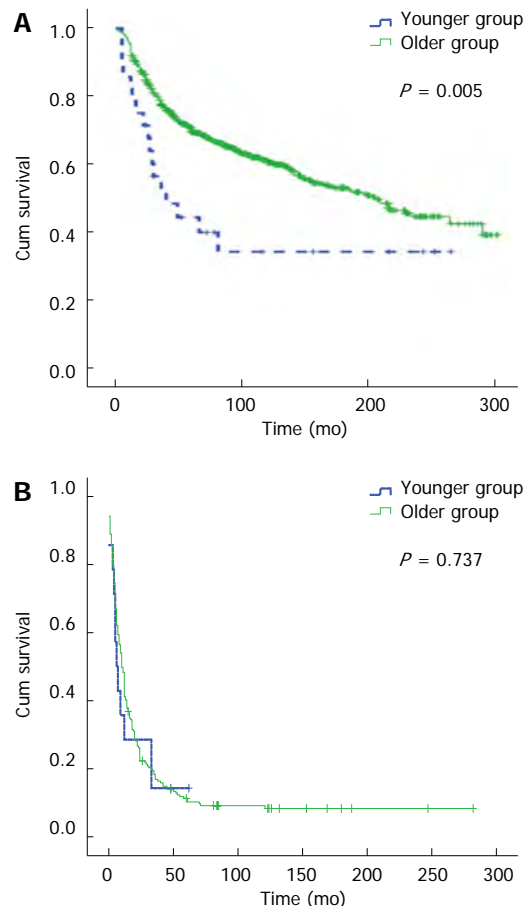 A
Younger group
Older group
P = 0.005
Cum survival
1.0
0.8
0.6
0.4
0.2
0.0
0 100 200 300
Time (mo)
B
Younger group
Older group
P = 0.737
Cum survival
1.0
0.8
0.6
0.4
0.2
0.0
0 50 100 150 200 250 300
Time (mo)